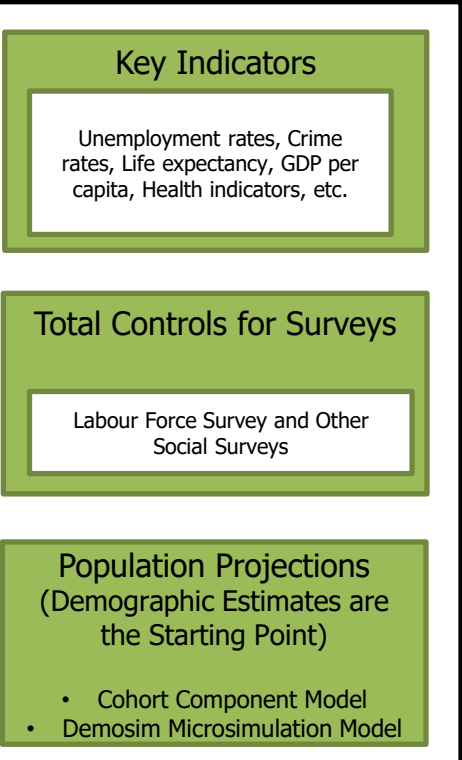 Key Indicators
Unemployment rates, Crime
rates, Life expectancy, GDP per
capita, Health indicators, etc.
Total Controls for Surveys
Labour Force Survey and Other
Social Surveys
Population Projections
(Demographic Estimates are
the Starting Point)
• Cohort Component Model
• Demosim Microsimulation Model